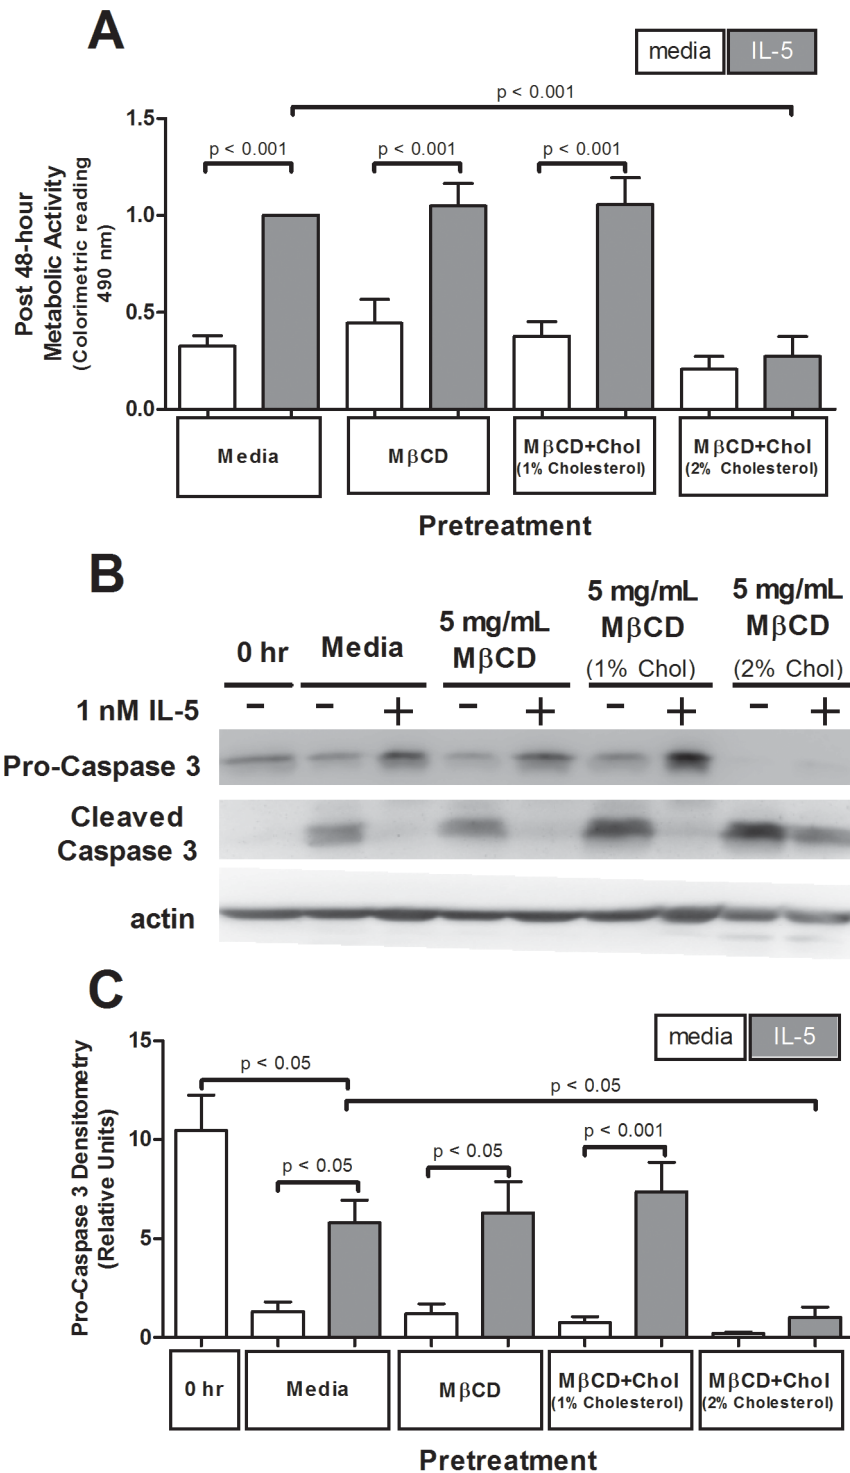 A
media IL-5
p < 0.001
p < 0.001 p < 0.001 p < 0.001
1.5
1.0
0.5
0.0
Post 48-hour
Metabolic Activity
(Colorimetric reading
490 nm)
Media MβCD MβCD+Chol MβCD+Chol
(1% Cholesterol) (2% Cholesterol)
Pretreatment
B
0 hr Media 5 mg/mL 5 mg/mL 5 mg/mL
MβCD MβCD MβCD
(1% Chol) (2% Chol)
1 nM IL-5 - - + - + - + - +
Pro-Caspase 3
Cleaved
Caspase 3
actin
C
media IL-5
15
10
5
0
Pro-Caspase 3 Densitometry
(Relative Units)
p < 0.05
p < 0.05
p < 0.05 p < 0.05 p < 0.001
0 hr Media MβCD MβCD+Chol MβCD+Chol
(1% Cholesterol) (2% Cholesterol)
Pretreatment